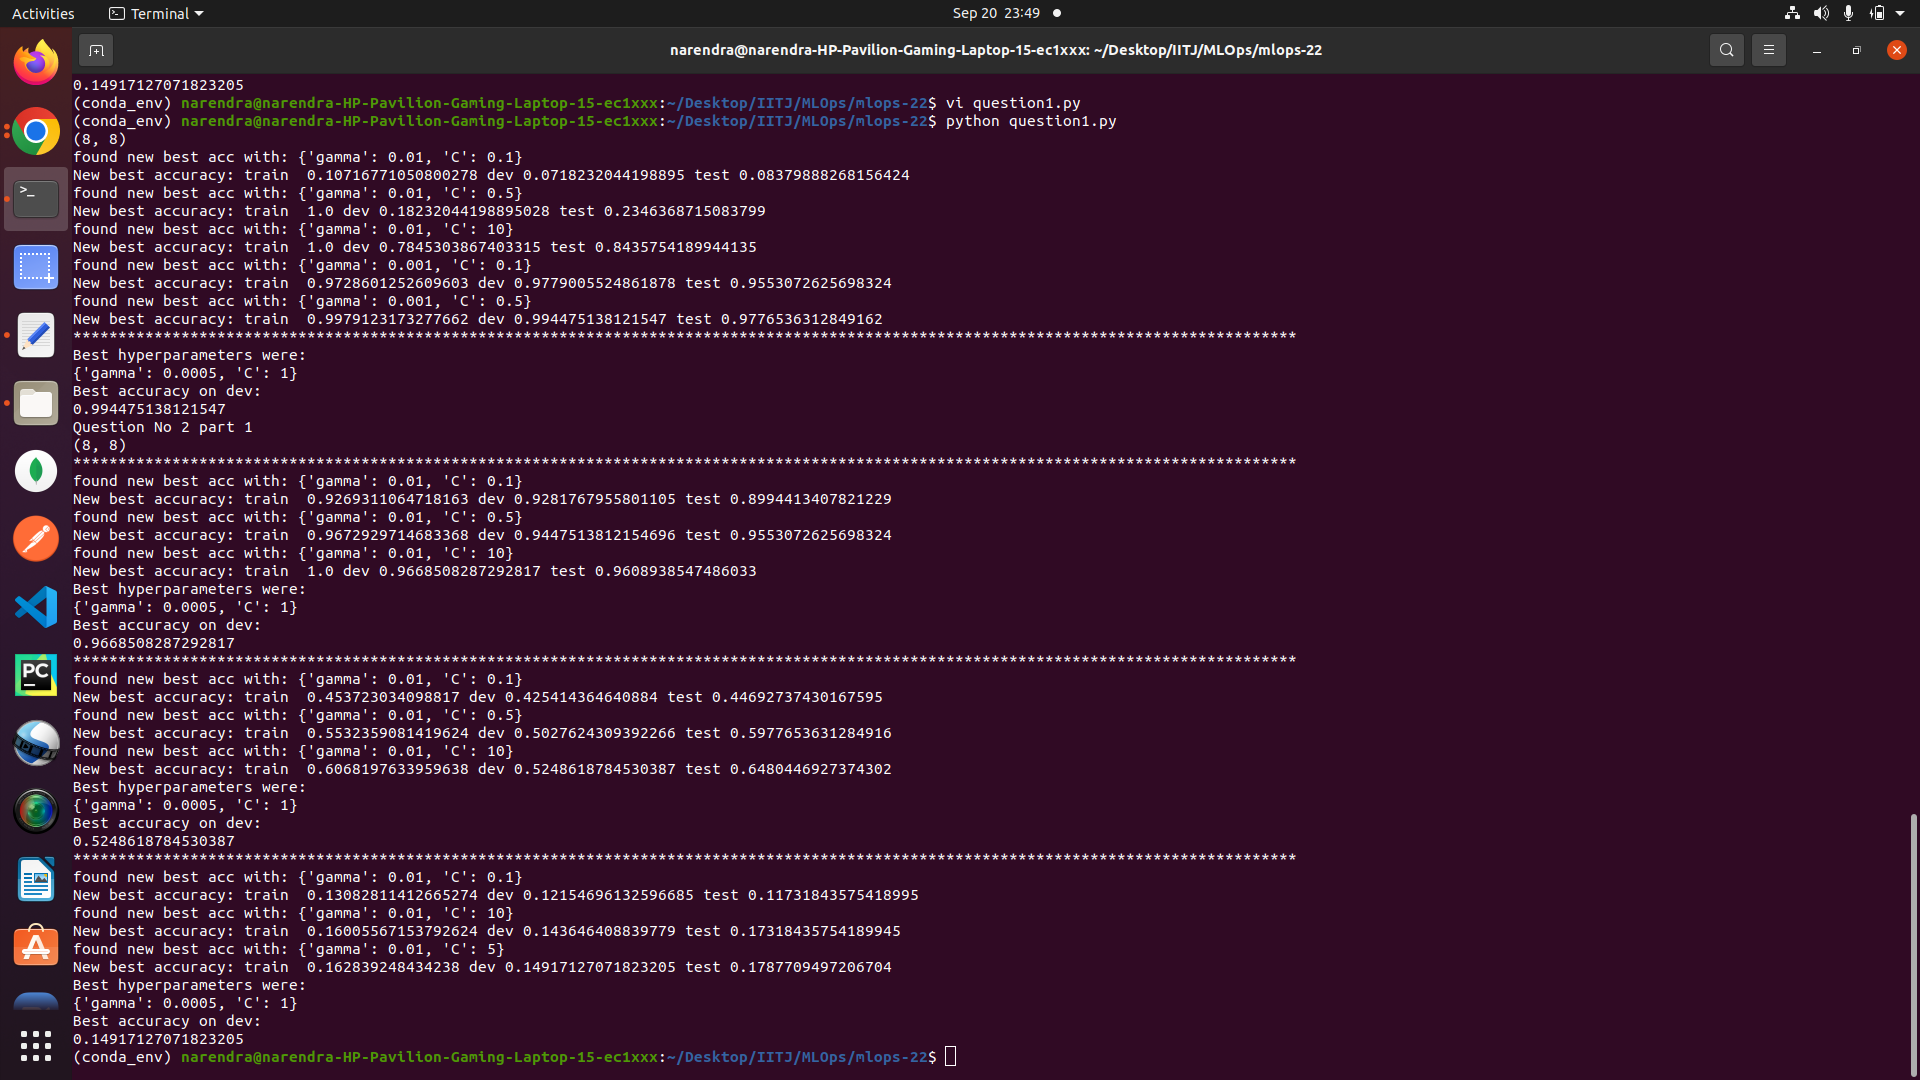 Activities
Terminal
Sep 20 23:49
narendra@narendra-HP-Pavilion-Gaming-Laptop-15-ec1xxx: ~/Desktop/IITJ/MLOps/mlops-22
0.14917127071823205
(conda_env) narendra@narendra-HP-Pavilion-Gaming-Laptop-15-ec1xxx:~/Desktop/IITJ/MLOps/mlops-22$ vi question1.py
(conda_env) narendra@narendra-HP-Pavilion-Gaming-Laptop-15-ec1xxx:~/Desktop/IITJ/MLOps/mlops-22$ python question1.py
(8, 8)
found new best acc with: {'gamma': 0.01, 'C': 0.1}
New best accuracy: train  0.10716771050800278 dev 0.0718232044198895 test 0.08379888268156424
found new best acc with: {'gamma': 0.01, 'C': 0.5}
New best accuracy: train  1.0 dev 0.18232044198895028 test 0.2346368715083799
found new best acc with: {'gamma': 0.01, 'C': 10}
New best accuracy: train  1.0 dev 0.7845303867403315 test 0.8435754189944135
found new best acc with: {'gamma': 0.001, 'C': 0.1}
New best accuracy: train  0.9728601252609603 dev 0.9779005524861878 test 0.9553072625698324
found new best acc with: {'gamma': 0.001, 'C': 0.5}
New best accuracy: train  0.9979123173277662 dev 0.994475138121547 test 0.9776536312849162
****************************************************************************************************************************************
Best hyperparameters were:
{'gamma': 0.0005, 'C': 1}
Best accuracy on dev:
0.994475138121547
Question No 2 part 1
(8, 8)
****************************************************************************************************************************************
found new best acc with: {'gamma': 0.01, 'C': 0.1}
New best accuracy: train  0.9269311064718163 dev 0.9281767955801105 test 0.8994413407821229
found new best acc with: {'gamma': 0.01, 'C': 0.5}
New best accuracy: train  0.9672929714683368 dev 0.9447513812154696 test 0.9553072625698324
found new best acc with: {'gamma': 0.01, 'C': 10}
New best accuracy: train  1.0 dev 0.9668508287292817 test 0.9608938547486033
Best hyperparameters were:
{'gamma': 0.0005, 'C': 1}
Best accuracy on dev:
0.9668508287292817
****************************************************************************************************************************************
found new best acc with: {'gamma': 0.01, 'C': 0.1}
New best accuracy: train  0.453723034098817 dev 0.425414364640884 test 0.44692737430167595
found new best acc with: {'gamma': 0.01, 'C': 0.5}
New best accuracy: train  0.5532359081419624 dev 0.5027624309392266 test 0.5977653631284916
found new best acc with: {'gamma': 0.01, 'C': 10}
New best accuracy: train  0.6068197633959638 dev 0.5248618784530387 test 0.6480446927374302
Best hyperparameters were:
{'gamma': 0.0005, 'C': 1}
Best accuracy on dev:
0.5248618784530387
****************************************************************************************************************************************
found new best acc with: {'gamma': 0.01, 'C': 0.1}
New best accuracy: train  0.13082811412665274 dev 0.12154696132596685 test 0.11731843575418995
found new best acc with: {'gamma': 0.01, 'C': 10}
New best accuracy: train  0.16005567153792624 dev 0.143646408839779 test 0.17318435754189945
found new best acc with: {'gamma': 0.01, 'C': 5}
New best accuracy: train  0.162839248434238 dev 0.14917127071823205 test 0.1787709497206704
Best hyperparameters were:
{'gamma': 0.0005, 'C': 1}
Best accuracy on dev:
0.14917127071823205
(conda_env) narendra@narendra-HP-Pavilion-Gaming-Laptop-15-ec1xxx:~/Desktop/IITJ/MLOps/mlops-22$
PC